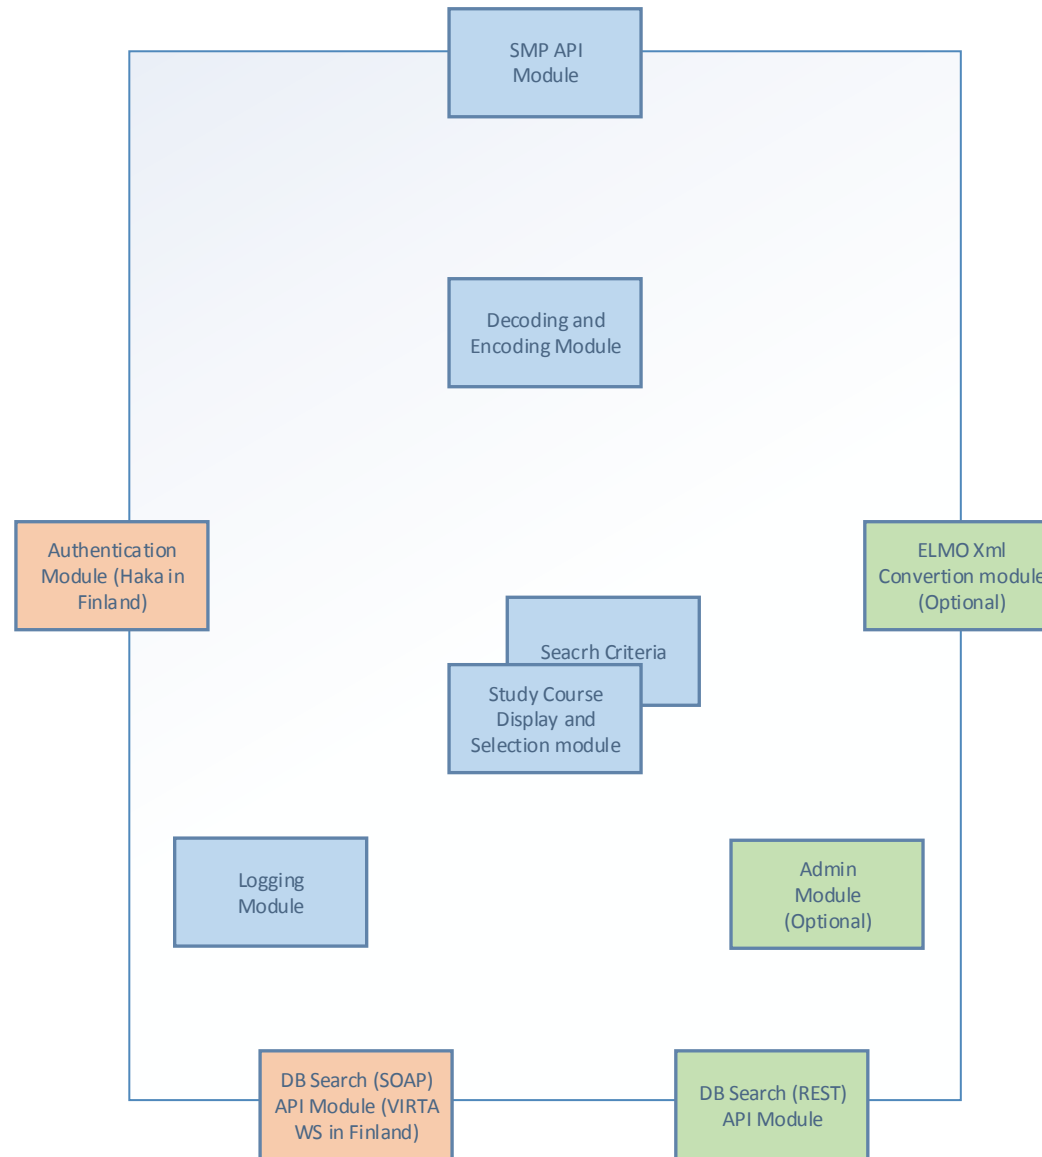 SMP API
Module
Decoding and
Encoding Module
Authentication
Module (Haka in
Finland)
ELMO Xml
Convertion module
(Optional)
Seacrh Criteria
Study Course
Display and
Selection module
Logging
Module
Admin
Module
(Optional)
DB Search (SOAP)
API Module (VIRTA
WS in Finland)
DB Search (REST)
API Module